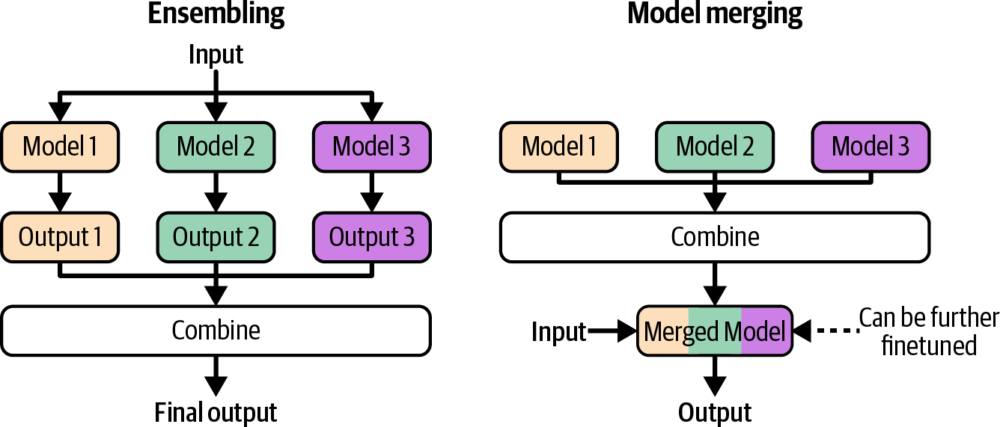 Ensembling
Input
Model 1
Model 2
Model 3
Output 1
Output 2
Output 3
Combine
Final output
Model merging
Model 1
Model 2
Model 3
Combine
Input
Merged Model
Can be further
finetuned
Output